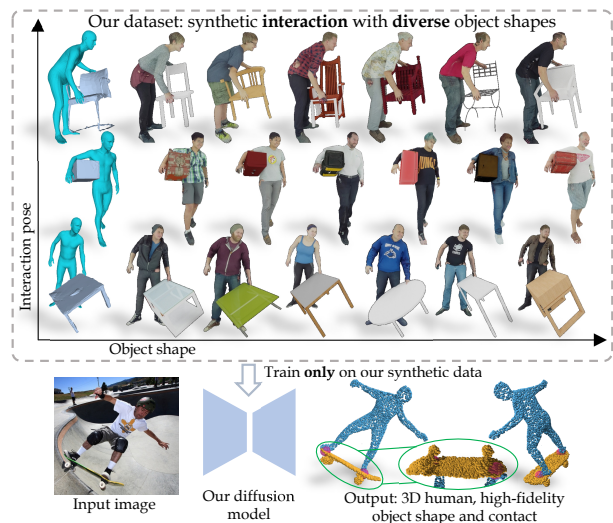 Our dataset: synthetic interaction with diverse object shapes
Interaction pose
Object shape
Train only on our synthetic data
Input image
Our diffusion
model
Output: 3D human, high-fidelity
object shape and contact